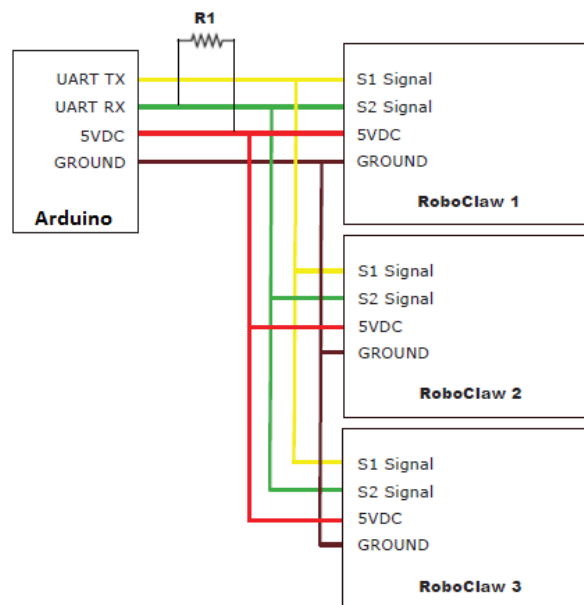 R1
UART TX
UART RX
5VDC
GROUND
Arduino
S1 Signal
S2 Signal
5VDC
GROUND
RoboClaw 1
S1 Signal
S2 Signal
5VDC
GROUND
RoboClaw 2
S1 Signal
S2 Signal
5VDC
GROUND
RoboClaw 3